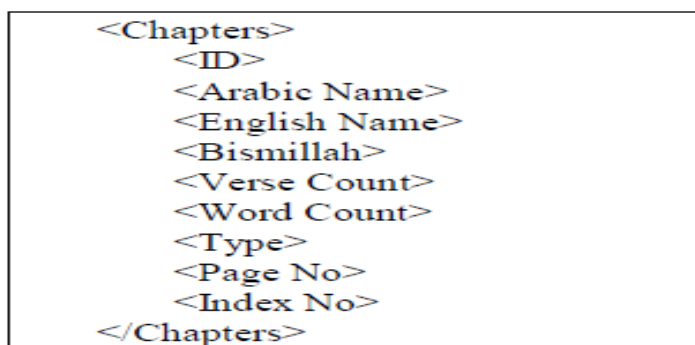 <Chapters>
<ID>
<Arabic Name>
<English Name>
<Bismillah>
<Verse Count>
<Word Count>
<Type>
<Page No>
<Index No>
</Chapters>